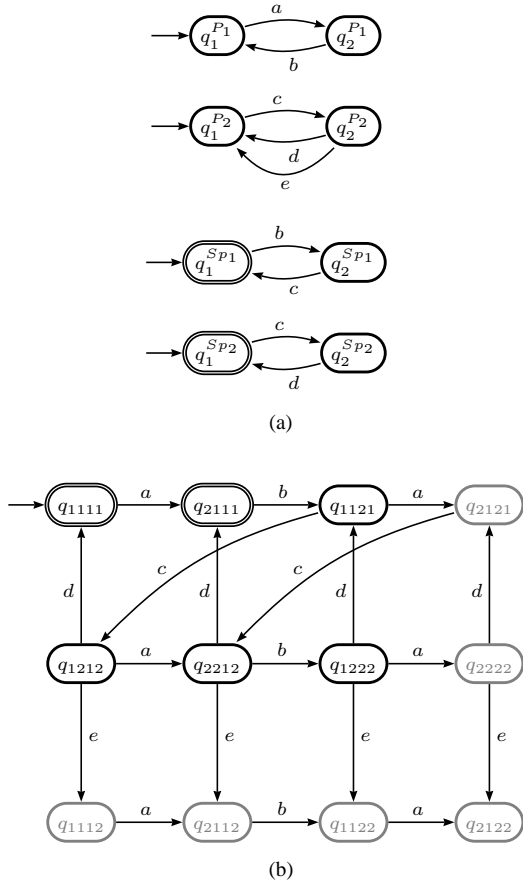 a
q_1^{P_1} q_2^{P_1}
b
c
q_1^{P_2} q_2^{P_2}
d
e
b
q_1^{Sp_1} q_2^{Sp_1}
c
c
q_1^{Sp_2} q_2^{Sp_2}
d
(a)
q_{1111} a q_{2111} b q_{1121} a q_{2121}
c c
d d d d
q_{1212} a q_{2212} b q_{1222} a q_{2222}
e e e e
q_{1112} a q_{2112} b q_{1122} a q_{2122}
(b)